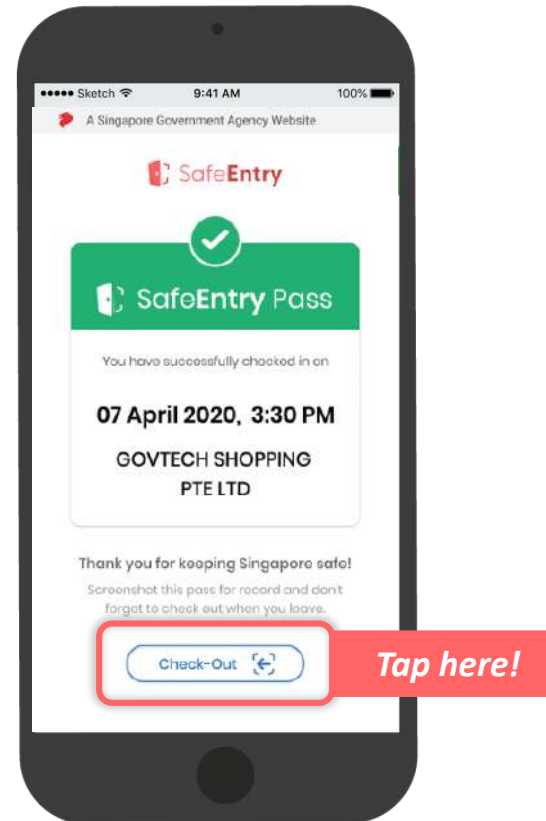 Sketch 9:41 AM 100%
A Singapore Government Agency Website
SafeEntry
SafeEntry Pass
You have successfully checked in on
07 April 2020, 3:30 PM
GOVTECH SHOPPING
PTE LTD
Thank you for keeping Singapore safe!
Screenshot this pass for record and don't
forget to check out when you leave.
Check-Out
Tap here!